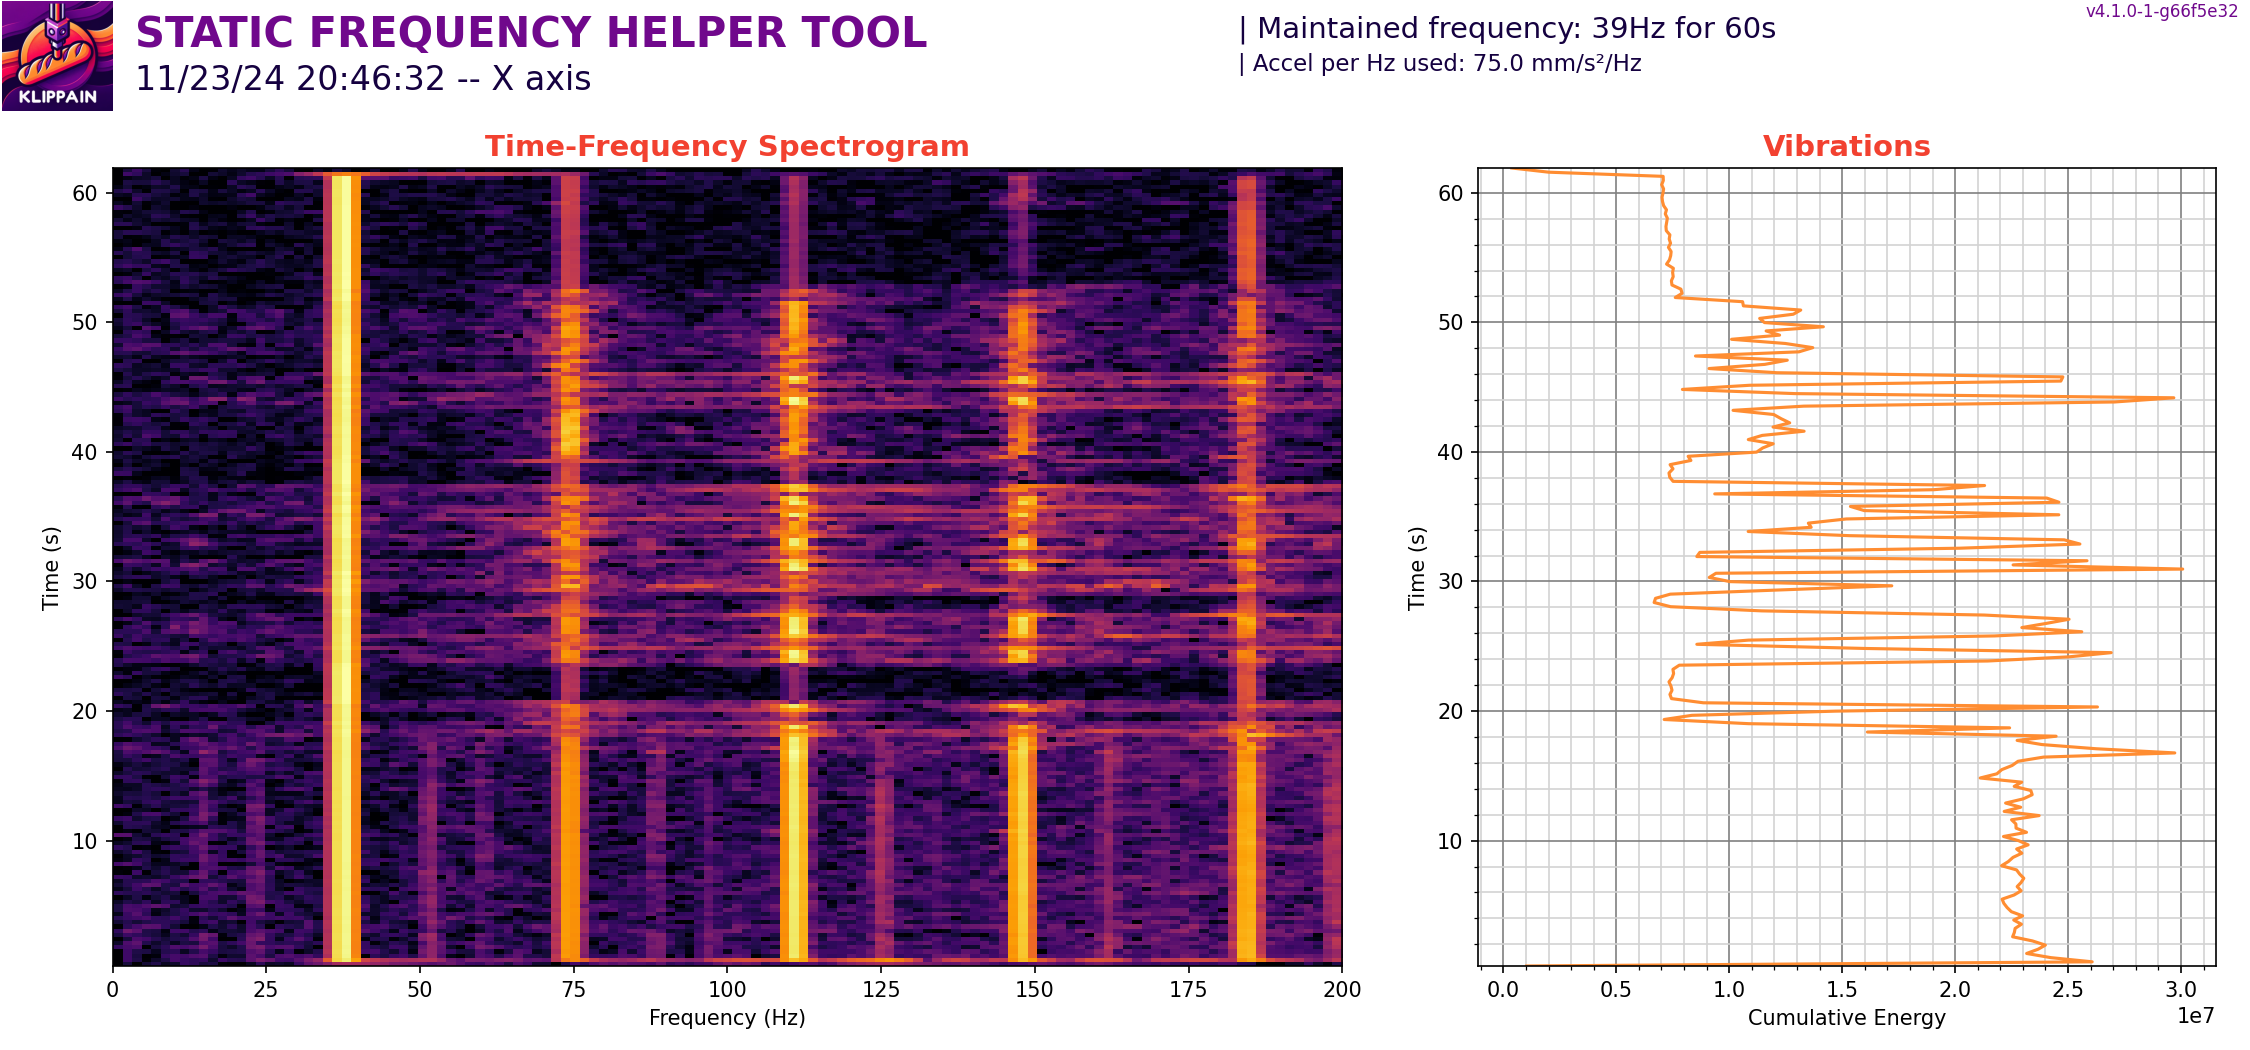 KLIPPAIN
STATIC FREQUENCY HELPER TOOL
11/23/24 20:46:32 -- X axis
| Maintained frequency: 39Hz for 60s
| Accel per Hz used: 75.0 mm/s²/Hz
v4.1.0-1-g66f5e32
Time-Frequency Spectrogram
Time (s)
60
50
40
30
20
10
0 25 50 75 100 125 150 175 200
Frequency (Hz)
Vibrations
Time (s)
60
50
40
30
20
10
0.0 0.5 1.0 1.5 2.0 2.5 3.0
1e7
Cumulative Energy